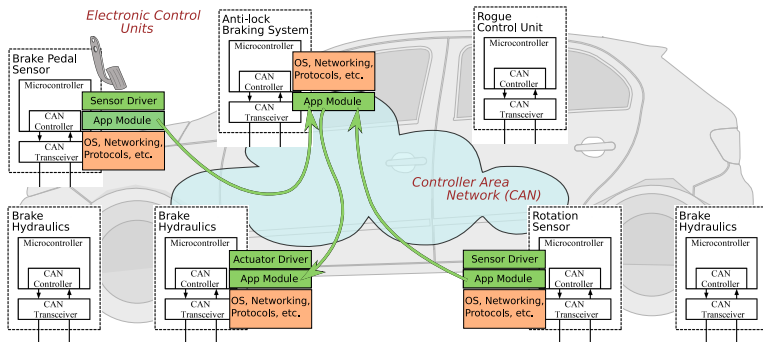 Electronic Control
Units
Anti-lock
Braking System
Microcontroller
CAN
Controller
CAN
Transceiver
OS, Networking,
Protocols, etc.
App Module
Rogue
Control Unit
Microcontroller
CAN
Controller
CAN
Transceiver
Brake Pedal
Sensor
Microcontroller
CAN
Controller
CAN
Transceiver
Sensor Driver
App Module
OS, Networking,
Protocols, etc.
Controller Area
Network (CAN)
Brake
Hydraulics
Microcontroller
CAN
Controller
CAN
Transceiver
Brake
Hydraulics
Microcontroller
CAN
Controller
CAN
Transceiver
Actuator Driver
App Module
OS, Networking,
Protocols, etc.
Sensor Driver
App Module
OS, Networking,
Protocols, etc.
Rotation
Sensor
Microcontroller
CAN
Controller
CAN
Transceiver
Brake
Hydraulics
Microcontroller
CAN
Controller
CAN
Transceiver